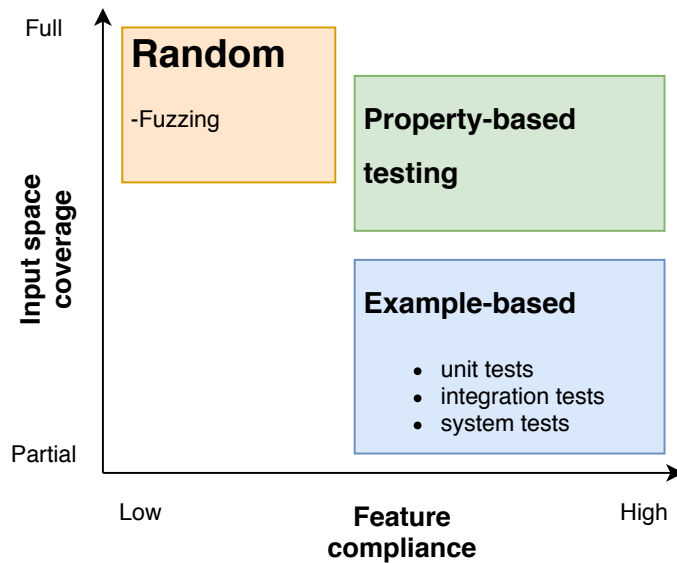 Full
Random
-Fuzzing
Property-based
testing
Input space
coverage
Example-based
• unit tests
• integration tests
• system tests
Partial
Low
Feature
compliance
High